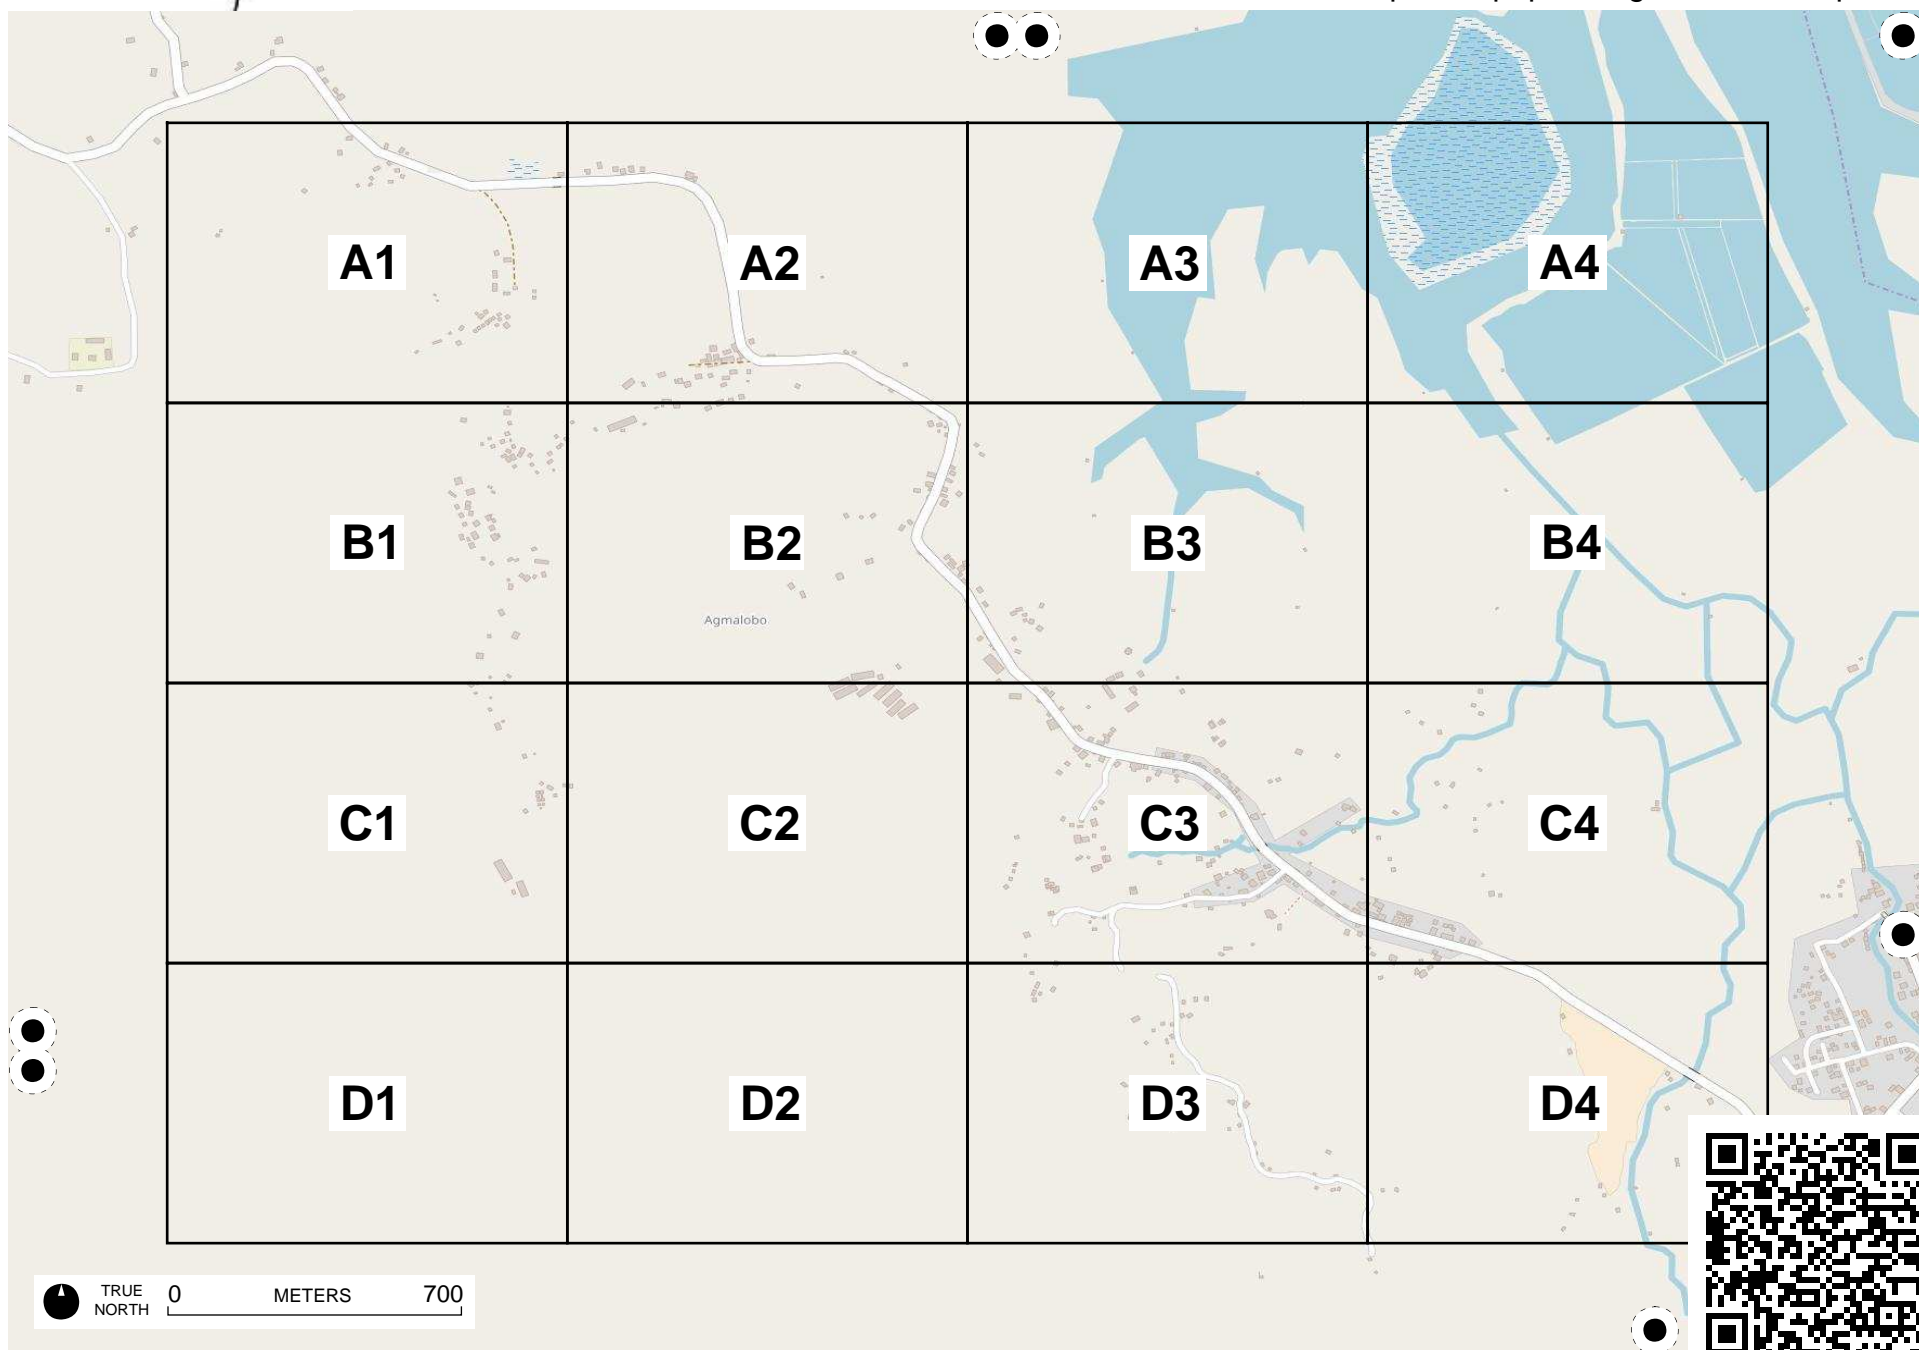 A1
A2
A3
A4
B1
B2
B3
B4
Agmalobo
C1
C2
C3
C4
D1
D2
D3
D4
TRUE NORTH
0 METERS 700